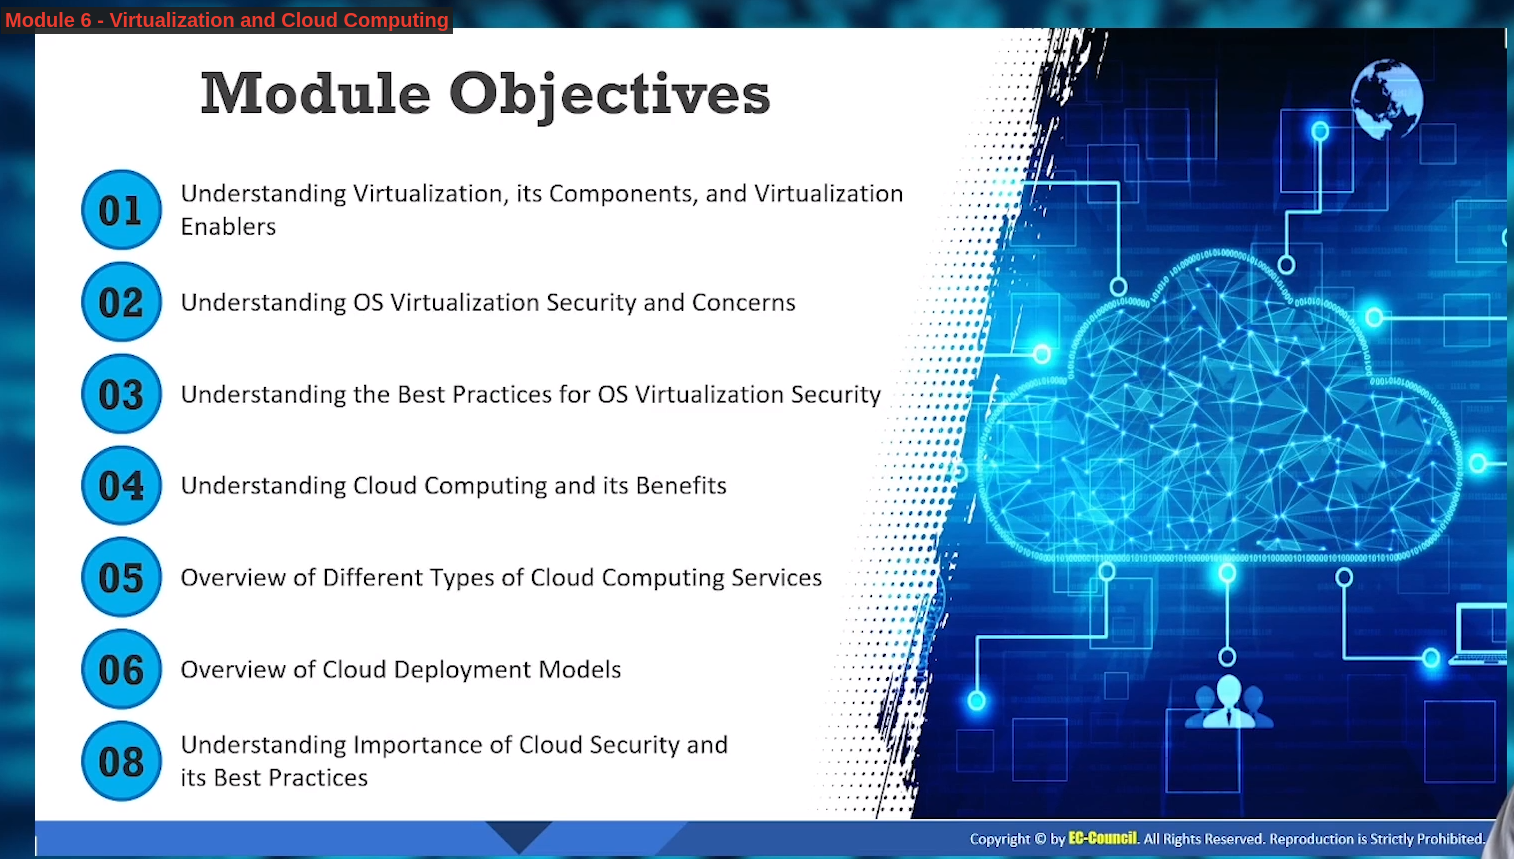 Module 6 - Virtualization and Cloud Computing
Module Objectives
01
Understanding Virtualization, its Components, and Virtualization
Enablers
02
Understanding OS Virtualization Security and Concerns
03
Understanding the Best Practices for OS Virtualization Security
04
Understanding Cloud Computing and its Benefits
05
Overview of Different Types of Cloud Computing Services
06
Overview of Cloud Deployment Models
08
Understanding Importance of Cloud Security and
its Best Practices
Copyright © by EC-Council. All Rights Reserved. Reproduction is Strictly Prohibited.